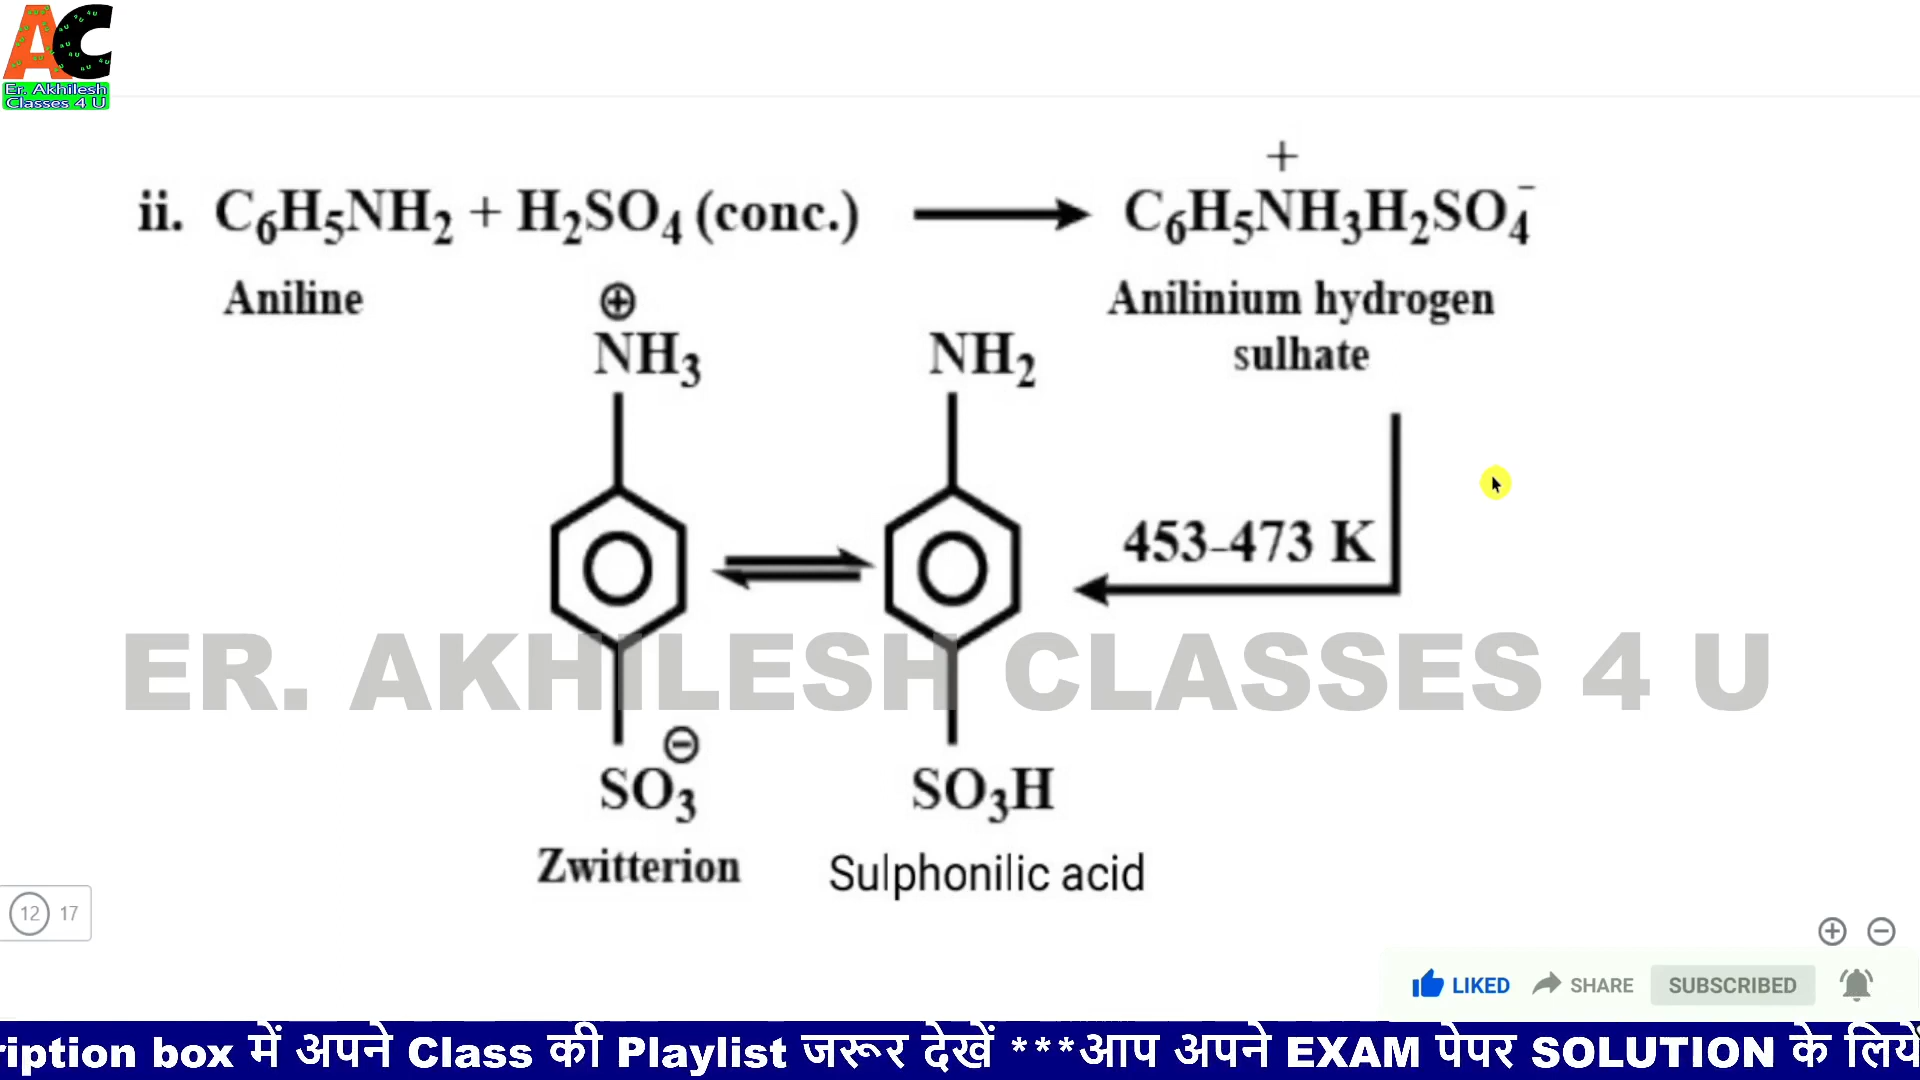 AC
Er. Akhilesh
Classes 4 U
+
ii. C₆H₅NH₂ + H₂SO₄ (conc.) ⟶ C₆H₅NH₃H₂SO₄⁻
Aniline
Anilinium hydrogen
sulhate
⊕
NH₃
NH₂
453-473 K
ER. AKHILESH CLASSES 4 U
⊖
SO₃
SO₃H
Zwitterion
Sulphonilic acid
12 17
LIKED SHARE SUBSCRIBED
ription box में अपने Class की Playlist जरूर देखें ***आप अपने EXAM पेपर SOLUTION के लिये